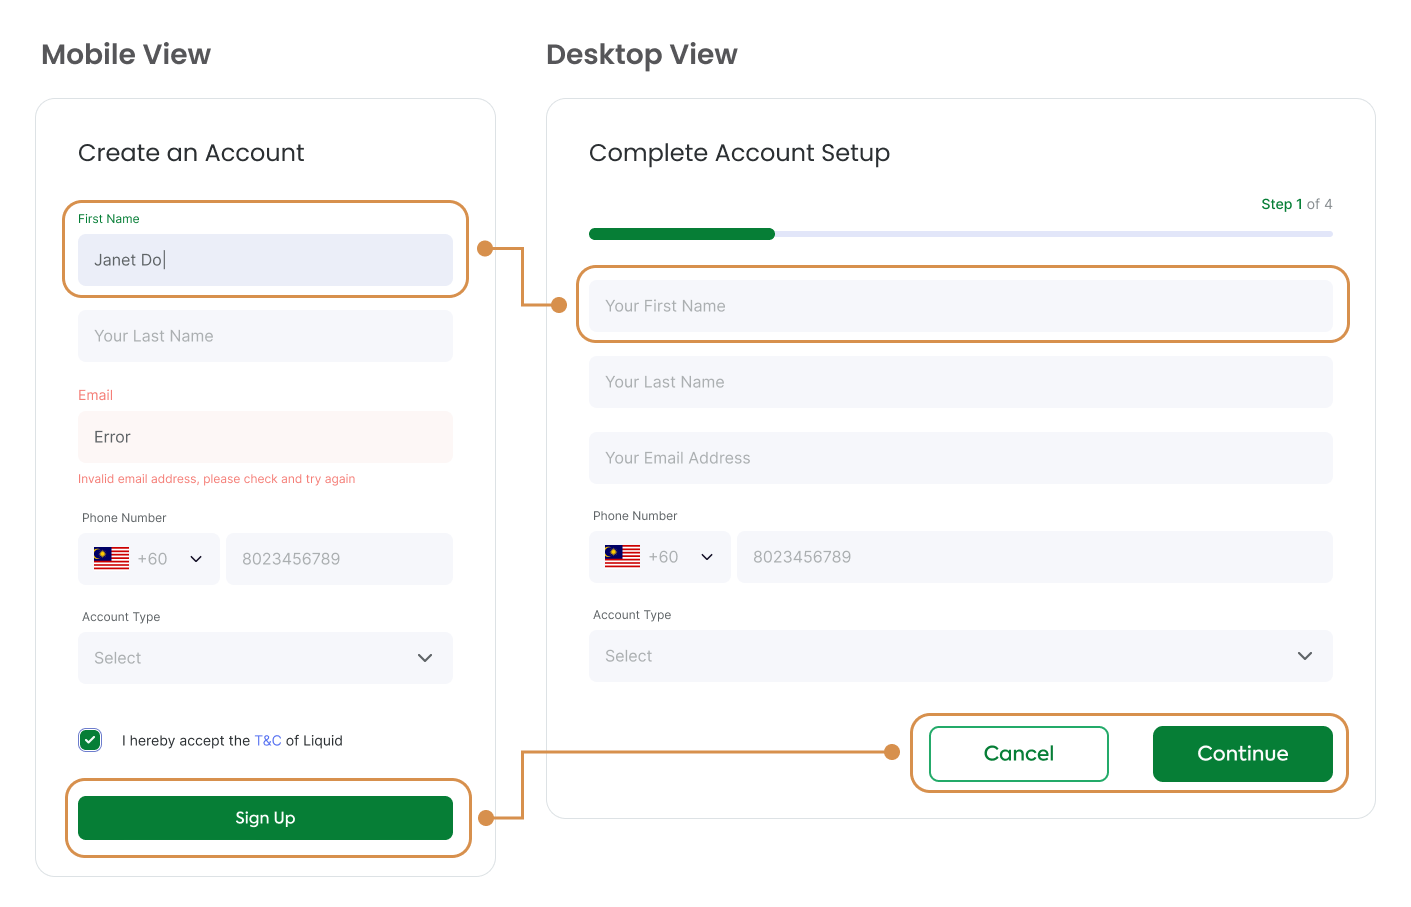 Mobile View
Create an Account
First Name
Janet Do
Your Last Name
Email
Error
Invalid email address, please check and try again
Phone Number
+60 8023456789
Account Type
Select
I hereby accept the T&C of Liquid
Sign Up
Desktop View
Complete Account Setup
Step 1 of 4
Your First Name
Your Last Name
Your Email Address
Phone Number
+60 8023456789
Account Type
Select
Cancel Continue